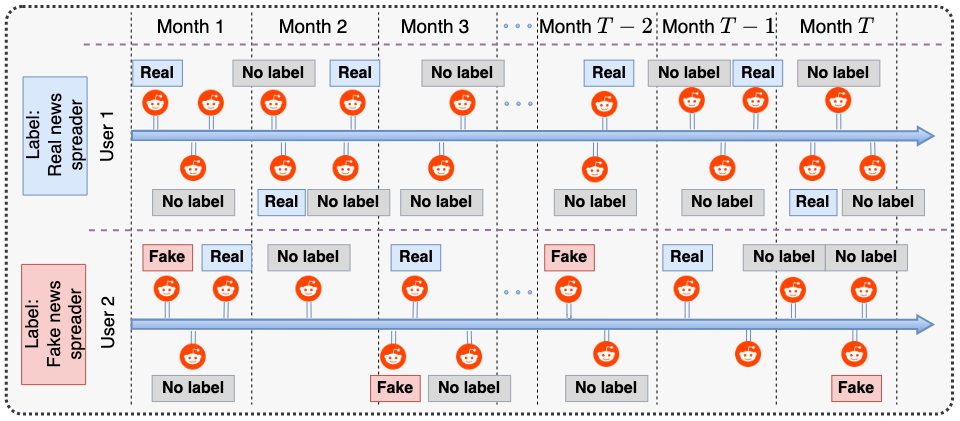 Month 1 Month 2 Month 3 ... Month T − 2 Month T − 1 Month T
Label:
Real news
spreader
User 1
Real No label Real No label ... Real No label Real No label
No label Real No label No label No label No label Real No label
Label:
Fake news
spreader
User 2
Fake Real No label Real ... Fake Real No label No label
No label Fake No label No label Fake